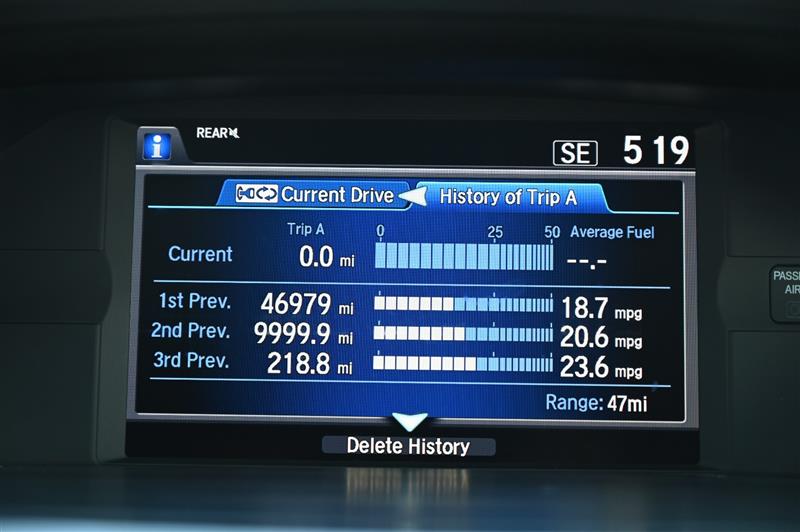 REAR
i
SE 5 19
Current Drive History of Trip A
Trip A 0 25 50 Average Fuel
Current 0.0 mi --.-
1st Prev. 46979 mi 18.7 mpg
2nd Prev. 9999.9 mi 20.6 mpg
3rd Prev. 218.8 mi 23.6 mpg
Range: 47mi
Delete History